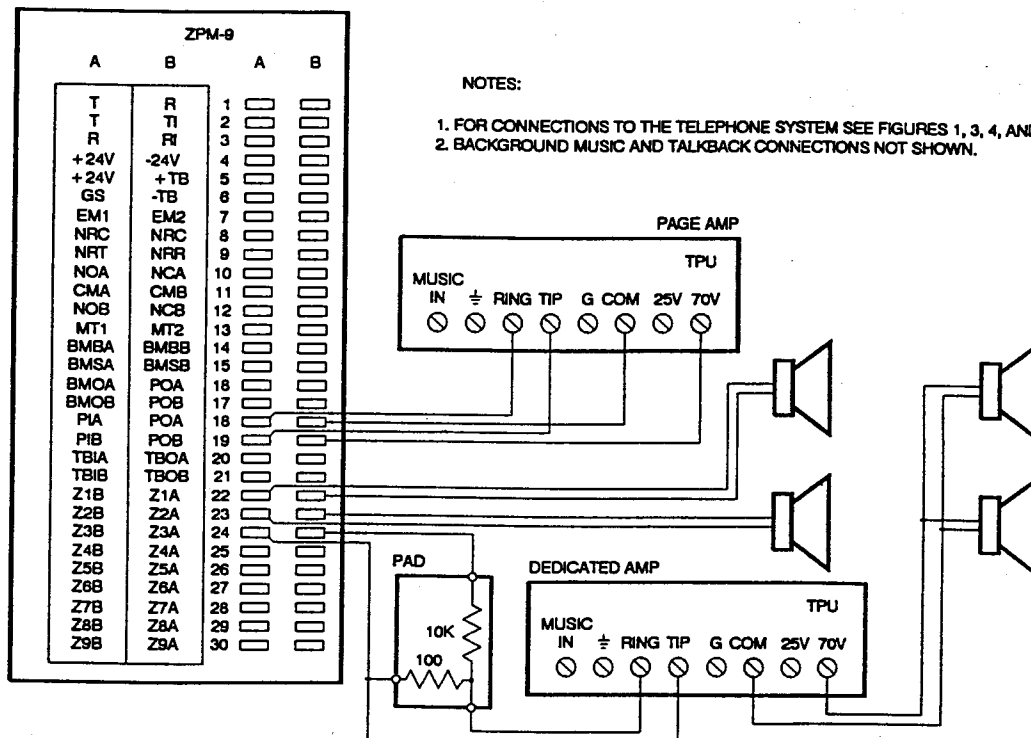 ZPM-9
A B A B
T R 1
T TI 2
R RI 3
+24V -24V 4
+24V +TB 5
GS -TB 6
EM1 EM2 7
NRC NRC 8
NRT NRR 9
NOA NCA 10
CMA CMB 11
NOB NCB 12
MT1 MT2 13
BMBA BMBB 14
BMSA BMSB 15
BMOA POA 16
BMOB POB 17
PIA POA 18
PIB POB 19
TBIA TBOA 20
TBIB TBOB 21
Z1B Z1A 22
Z2B Z2A 23
Z3B Z3A 24
Z4B Z4A 25
Z5B Z5A 26
Z6B Z6A 27
Z7B Z7A 28
Z8B Z8A 29
Z9B Z9A 30
NOTES:
1. FOR CONNECTIONS TO THE TELEPHONE SYSTEM SEE FIGURES 1, 3, 4, AND
2. BACKGROUND MUSIC AND TALKBACK CONNECTIONS NOT SHOWN.
PAGE AMP
TPU
MUSIC
IN RING TIP G COM 25V 70V
PAD
10K
100
DEDICATED AMP
TPU
MUSIC
IN RING TIP G COM 25V 70V